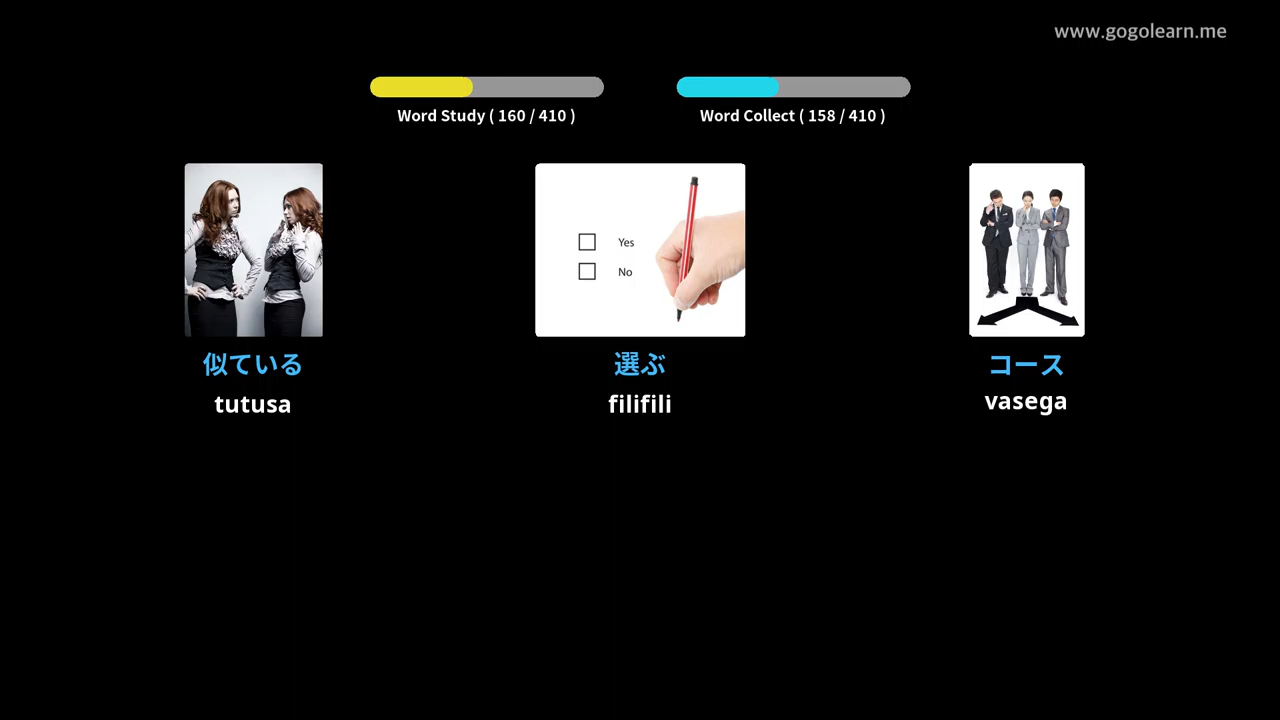 www.gogolearn.me
Word Study ( 160 / 410 )
Word Collect ( 158 / 410 )
Yes
No
似ている
選ぶ
コース
tutusa
filifili
vasega